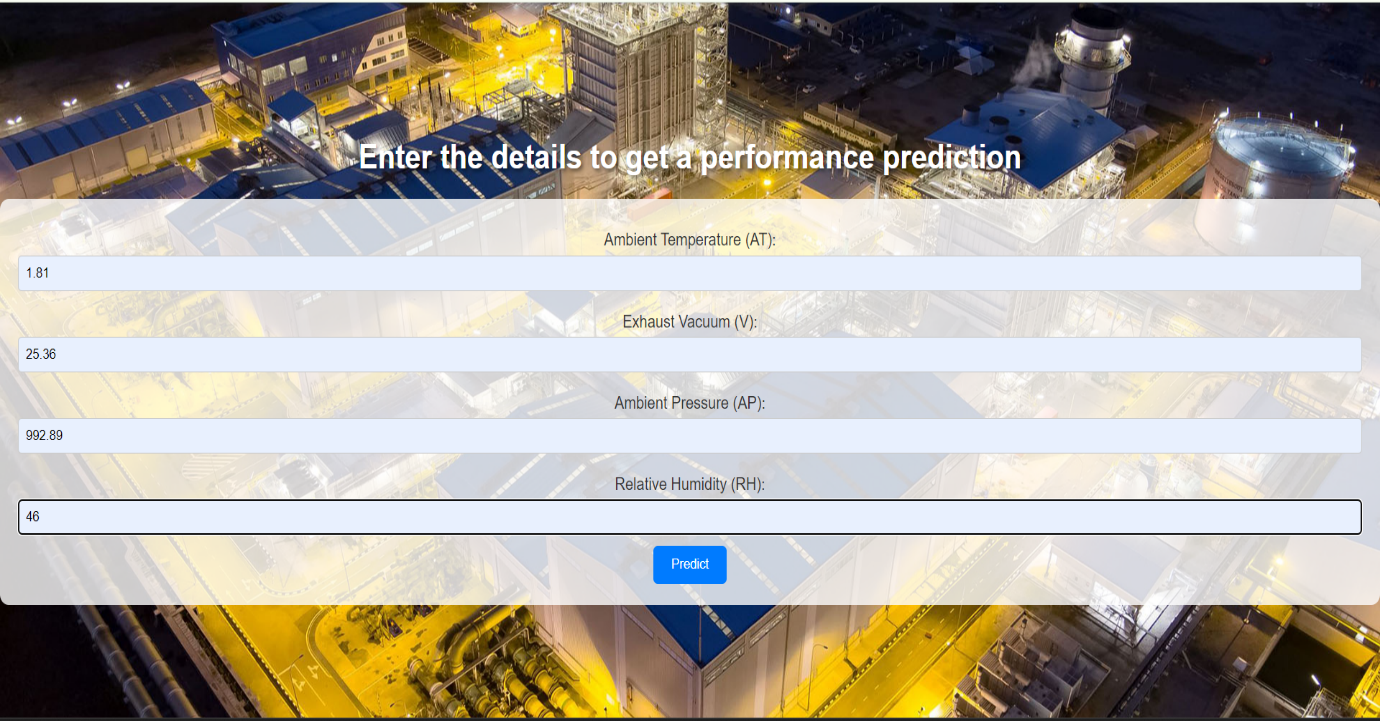 Enter the details to get a performance prediction
Ambient Temperature (AT):
1.81
Exhaust Vacuum (V):
25.36
Ambient Pressure (AP):
992.89
Relative Humidity (RH):
46
Predict